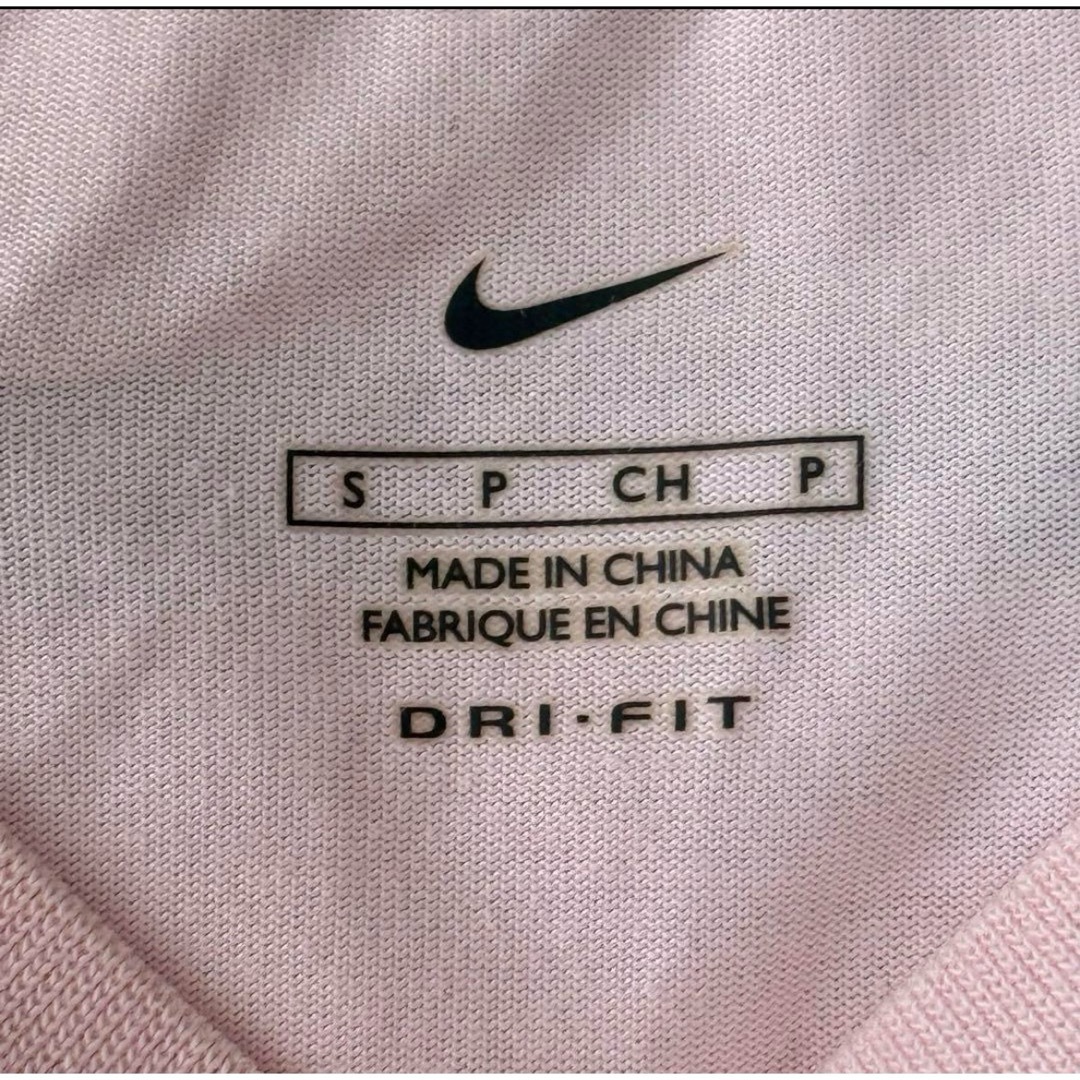 S P CH P
MADE IN CHINA
FABRIQUE EN CHINE
DRI-FIT